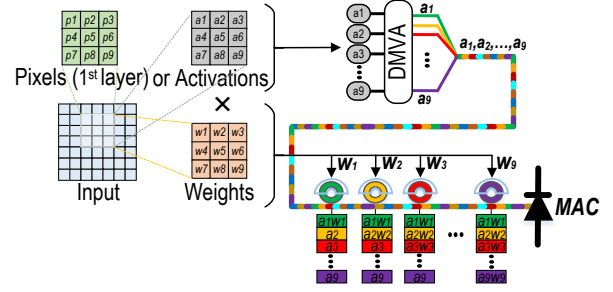 p1 p2 p3
p4 p5 p6
p7 p8 p9
a1 a2 a3
a4 a5 a6
a7 a8 a9
Pixels (1st layer) or Activations
×
Input
w1 w2 w3
w4 w5 w6
w7 w8 w9
Weights
a1
a2
a3
a9
DMVA
a1
a9
a1, a2, ..., a9
W1 W2 W3 W9
MAC
a1w1 a1w1 a1w1 a1w1
a2 a2w2 a2w2 a2w2
a3 a3 a3w3 a3w3
a9 a9 a9 a9w9